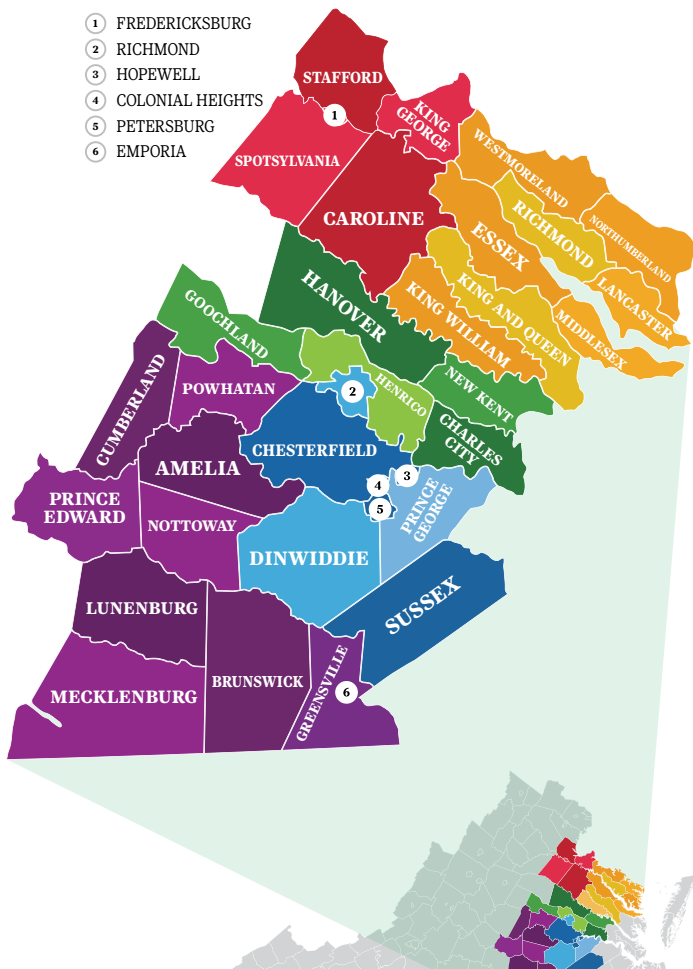 1 FREDERICKSBURG
2 RICHMOND
3 HOPEWELL
4 COLONIAL HEIGHTS
5 PETERSBURG
6 EMPORIA
STAFFORD
1
KING
GEORGE
SPOTSYLVANIA
CAROLINE
WESTMORELAND
NORTHUMBERLAND
RICHMOND
ESSEX
LANCASTER
KING AND QUEEN
MIDDLESEX
KING WILLIAM
HANOVER
GOOCHLAND
NEW KENT
HENRICO
2
POWHATAN
CUMBERLAND
CHARLES
CITY
CHESTERFIELD
AMELIA
3
4
5
PRINCE
GEORGE
PRINCE
EDWARD
NOTTOWAY
DINWIDDIE
SUSSEX
LUNENBURG
BRUNSWICK
MECKLENBURG
GREENSVILLE
6